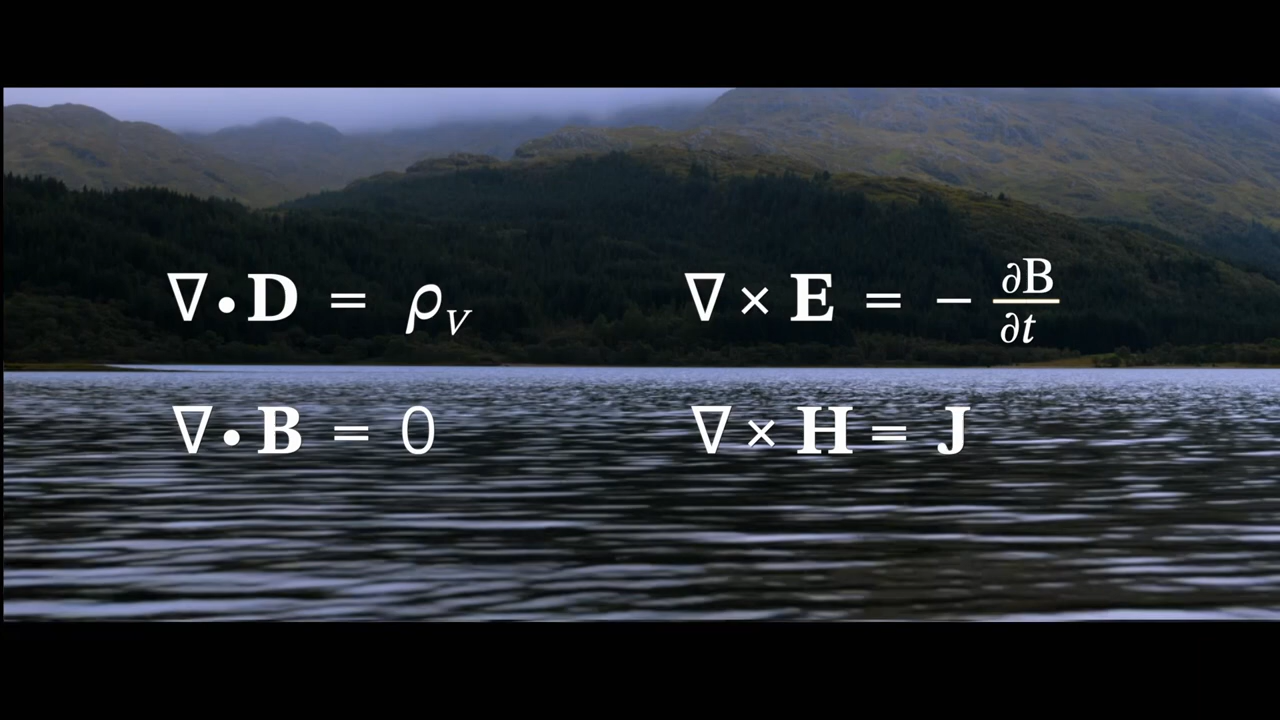 ∇•D = ρV
∇×E = −∂B/∂t
∇•B = 0
∇×H = J